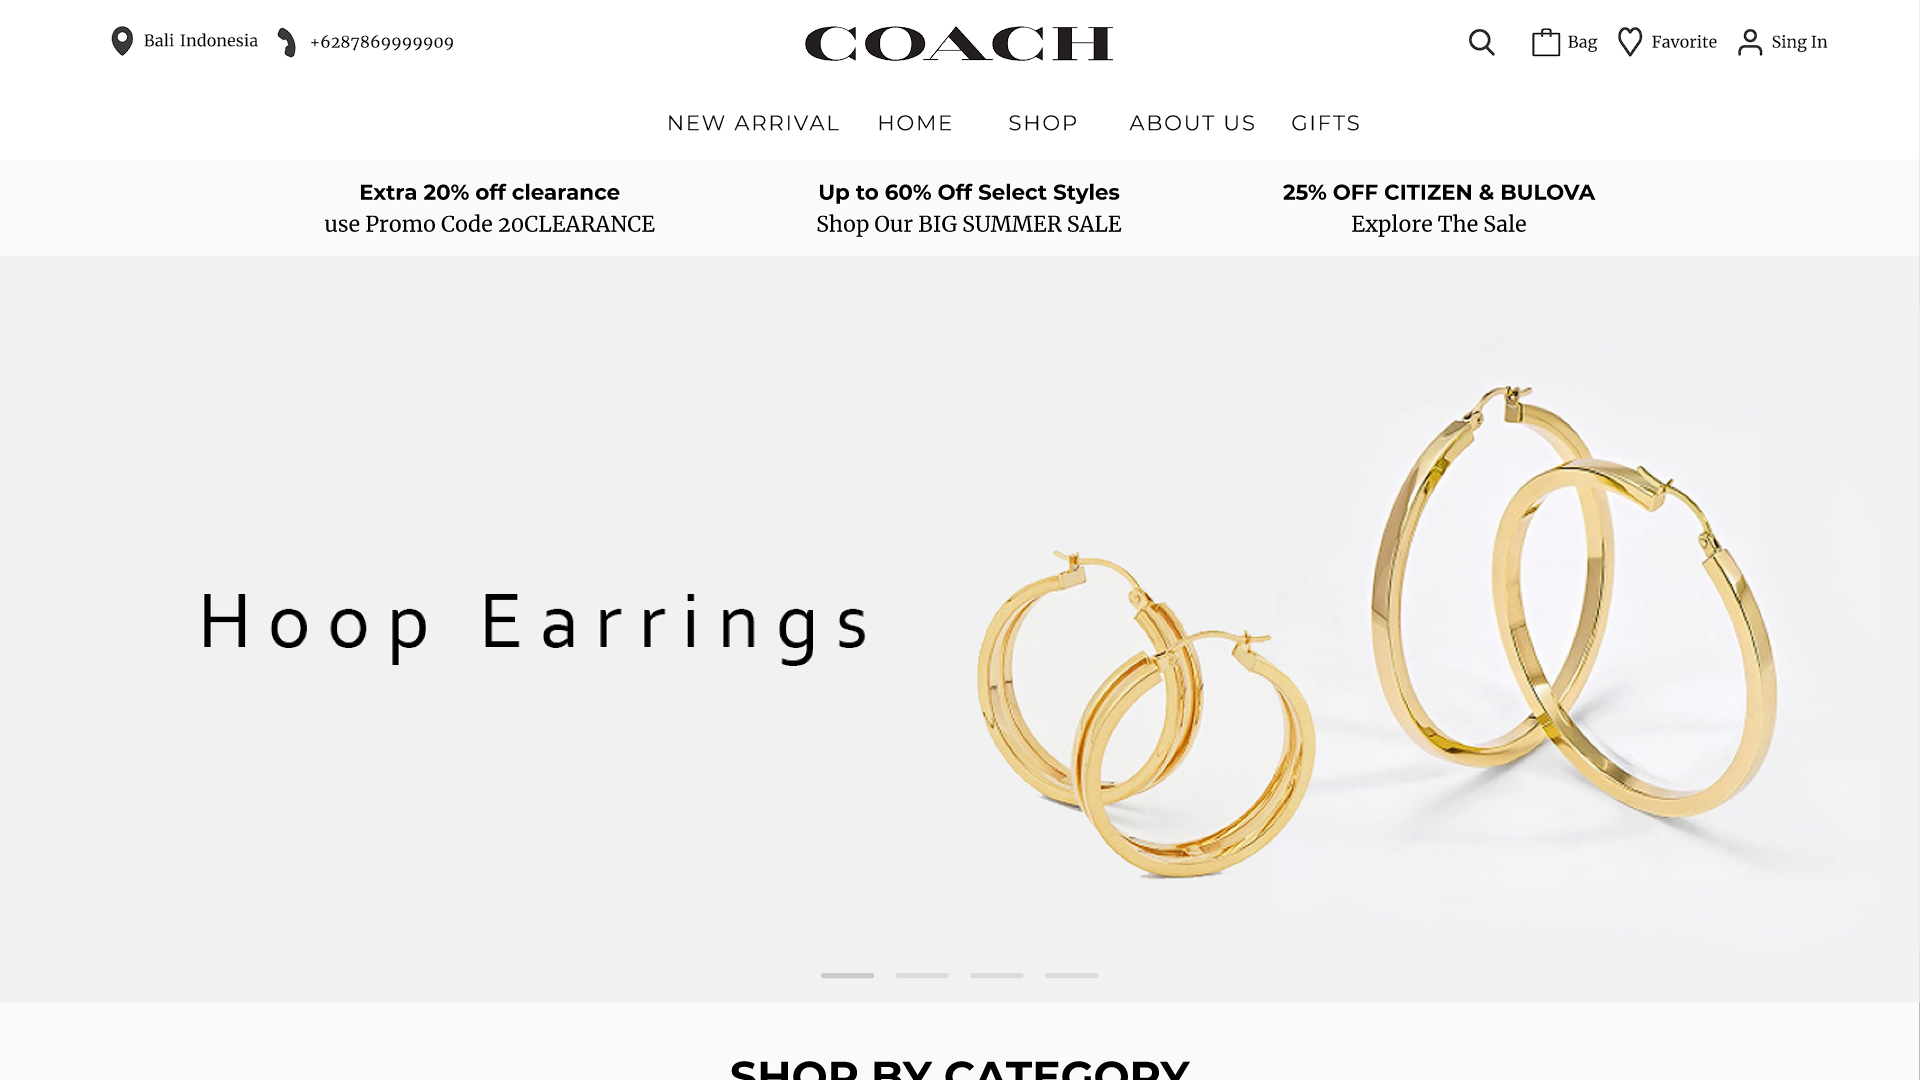 Bali Indonesia
+6287869999909
COACH
Bag
Favorite
Sing In
NEW ARRIVAL
HOME
SHOP
ABOUT US
GIFTS
Extra 20% off clearance
use Promo Code 20CLEARANCE
Up to 60% Off Select Styles
Shop Our BIG SUMMER SALE
25% OFF CITIZEN & BULOVA
Explore The Sale
Hoop Earrings
SHOP BY CATEGORY